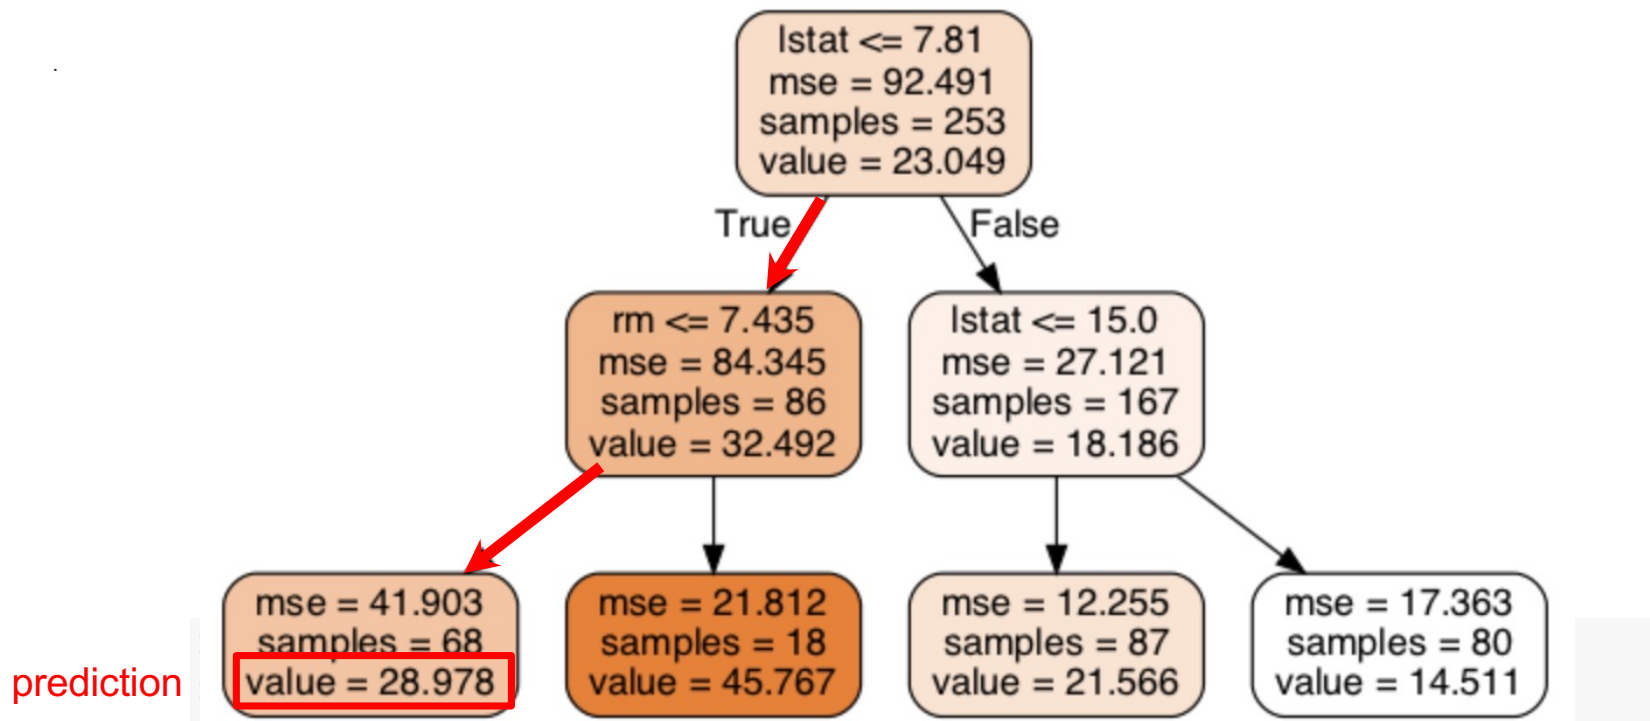 lstat <= 7.81
mse = 92.491
samples = 253
value = 23.049
True
False
rm <= 7.435
mse = 84.345
samples = 86
value = 32.492
lstat <= 15.0
mse = 27.121
samples = 167
value = 18.186
mse = 41.903
samples = 68
value = 28.978
mse = 21.812
samples = 18
value = 45.767
mse = 12.255
samples = 87
value = 21.566
mse = 17.363
samples = 80
value = 14.511
prediction